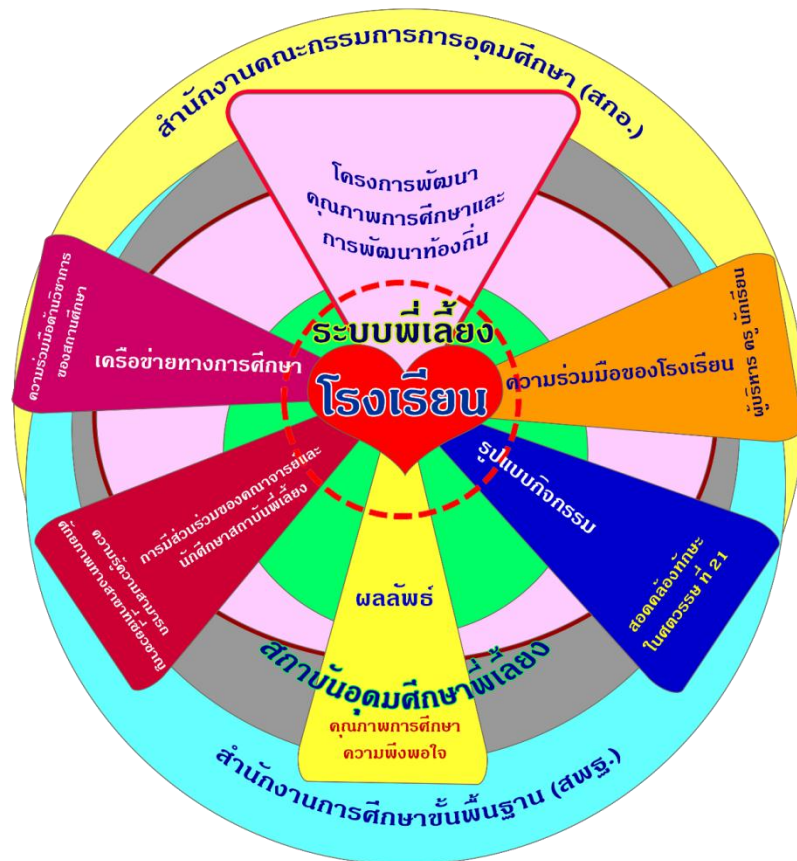 สำนักงานคณะกรรมการการอุดมศึกษา (สกอ.)
โครงการพัฒนา
คุณภาพการศึกษาและ
การพัฒนาท้องถิ่น
ความร่วมมือด้านวิชาการ
ของสถานศึกษา
เครือข่ายทางการศึกษา
ระบบพี่เลี้ยง
โรงเรียน
ความร่วมมือของโรงเรียน
ผู้บริหาร ครู นักเรียน
การมีส่วนร่วมของคณาจารย์และ
นักศึกษาสถาบันพี่เลี้ยง
ความรู้ความสามารถ
ศักยภาพทางสาขาที่เชี่ยวชาญ
รูปแบบกิจกรรม
สอดคล้องทักษะ
ในศตวรรษ ที่ 21
ผลลัพธ์
สถาบันอุดมศึกษาพี่เลี้ยง
คุณภาพการศึกษา
ความพึงพอใจ
สำนักงานการศึกษาขั้นพื้นฐาน (สพฐ.)